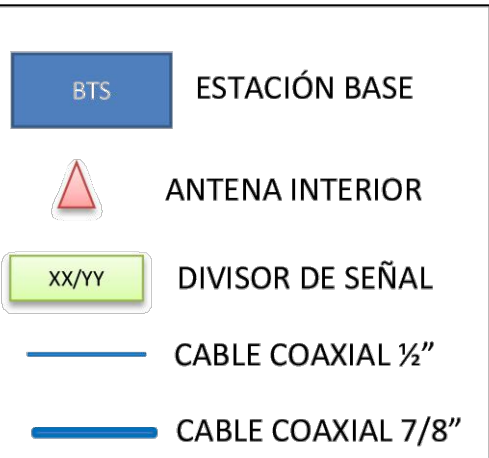 BTS ESTACIÓN BASE
ANTENA INTERIOR
XX/YY DIVISOR DE SEÑAL
CABLE COAXIAL ½”
CABLE COAXIAL 7/8”